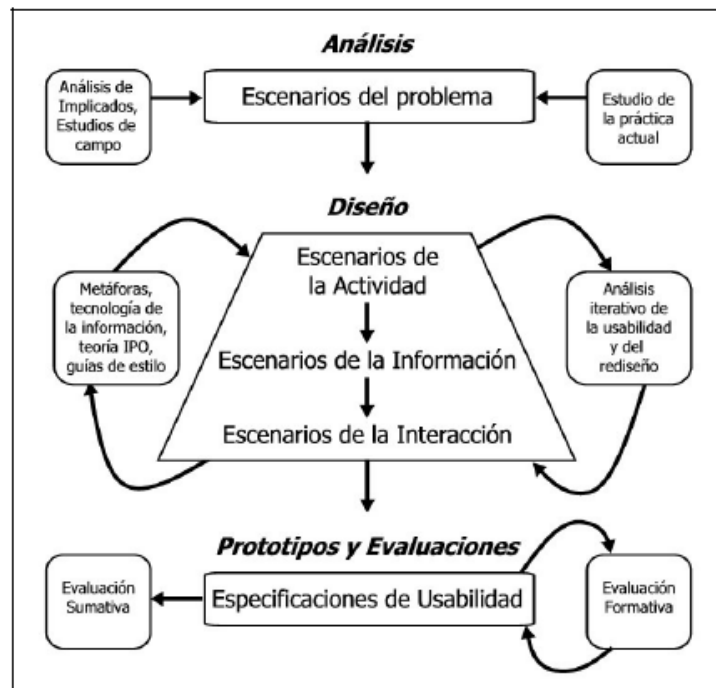 Análisis
Análisis de
Implicados,
Estudios de
campo
Escenarios del problema
Estudio de
la práctica
actual
Diseño
Metáforas,
tecnología de
la información,
teoría IPO,
guías de estilo
Escenarios de
la Actividad
Escenarios de la Información
Escenarios de la Interacción
Análisis
iterativo de
la usabilidad
y del
rediseño
Prototipos y Evaluaciones
Evaluación
Sumativa
Especificaciones de Usabilidad
Evaluación
Formativa